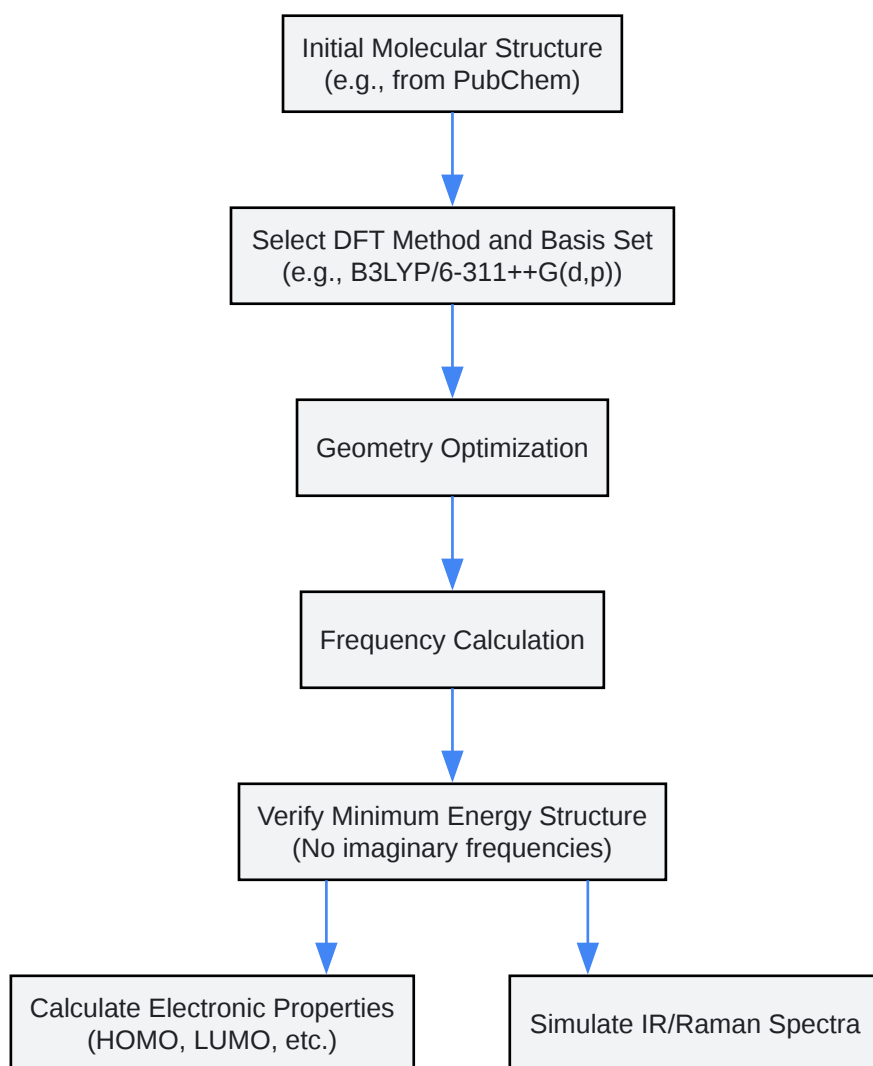 Initial Molecular Structure
(e.g., from PubChem)
Select DFT Method and Basis Set
(e.g., B3LYP/6-311++G(d,p))
Geometry Optimization
Frequency Calculation
Verify Minimum Energy Structure
(No imaginary frequencies)
Calculate Electronic Properties
(HOMO, LUMO, etc.)
Simulate IR/Raman Spectra